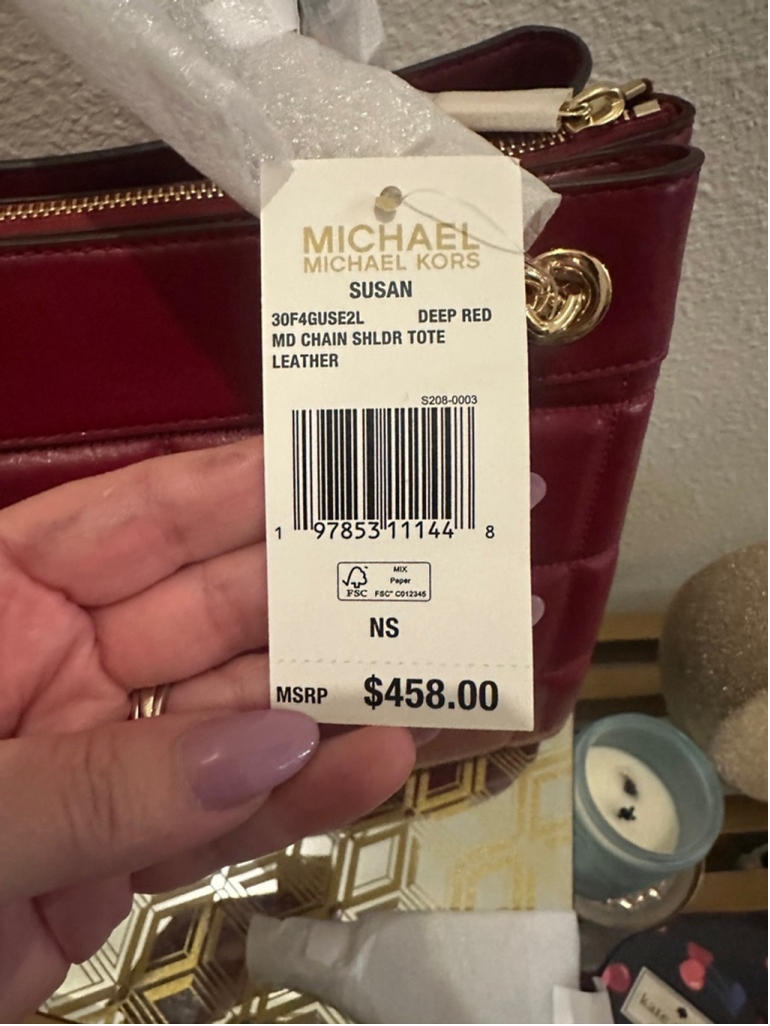 MICHAEL
MICHAEL KORS
SUSAN
30F4GUSE2L DEEP RED
MD CHAIN SHLDR TOTE
LEATHER
S208-0003
1 97853 11144 8
MIX
Paper
FSC FSC® C012345
NS
MSRP $458.00
kate